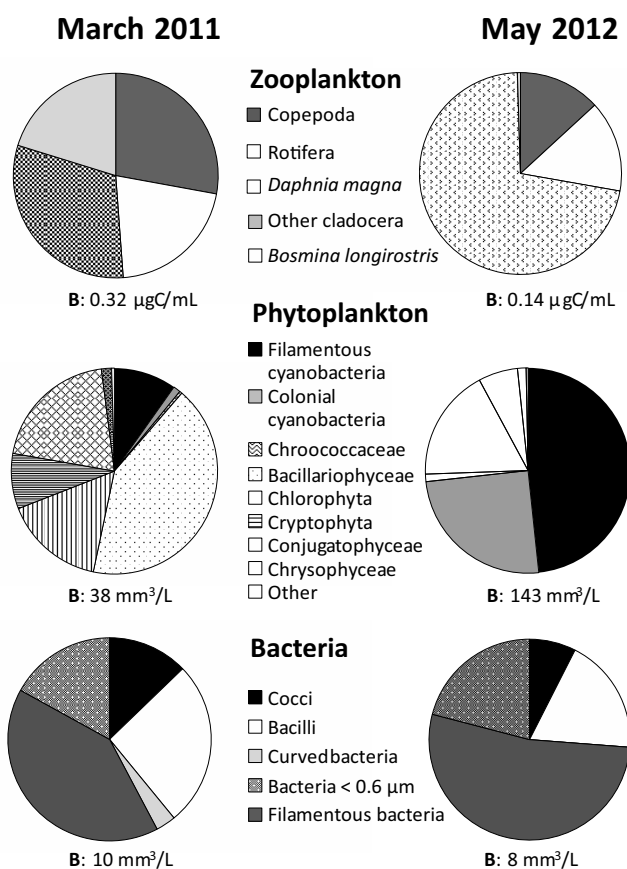 March 2011
May 2012
Zooplankton
Copepoda
Rotifera
Daphnia magna
Other cladocera
Bosmina longirostris
B: 0.32 µgC/mL
B: 0.14 µgC/mL
Phytoplankton
Filamentous
cyanobacteria
Colonial
cyanobacteria
Chroococcaceae
Bacillariophyceae
Chlorophyta
Cryptophyta
Conjugatophyceae
Chrysophyceae
Other
B: 38 mm³/L
B: 143 mm³/L
Bacteria
Cocci
Bacilli
Curved bacteria
Bacteria < 0.6 µm
Filamentous bacteria
B: 10 mm³/L
B: 8 mm³/L